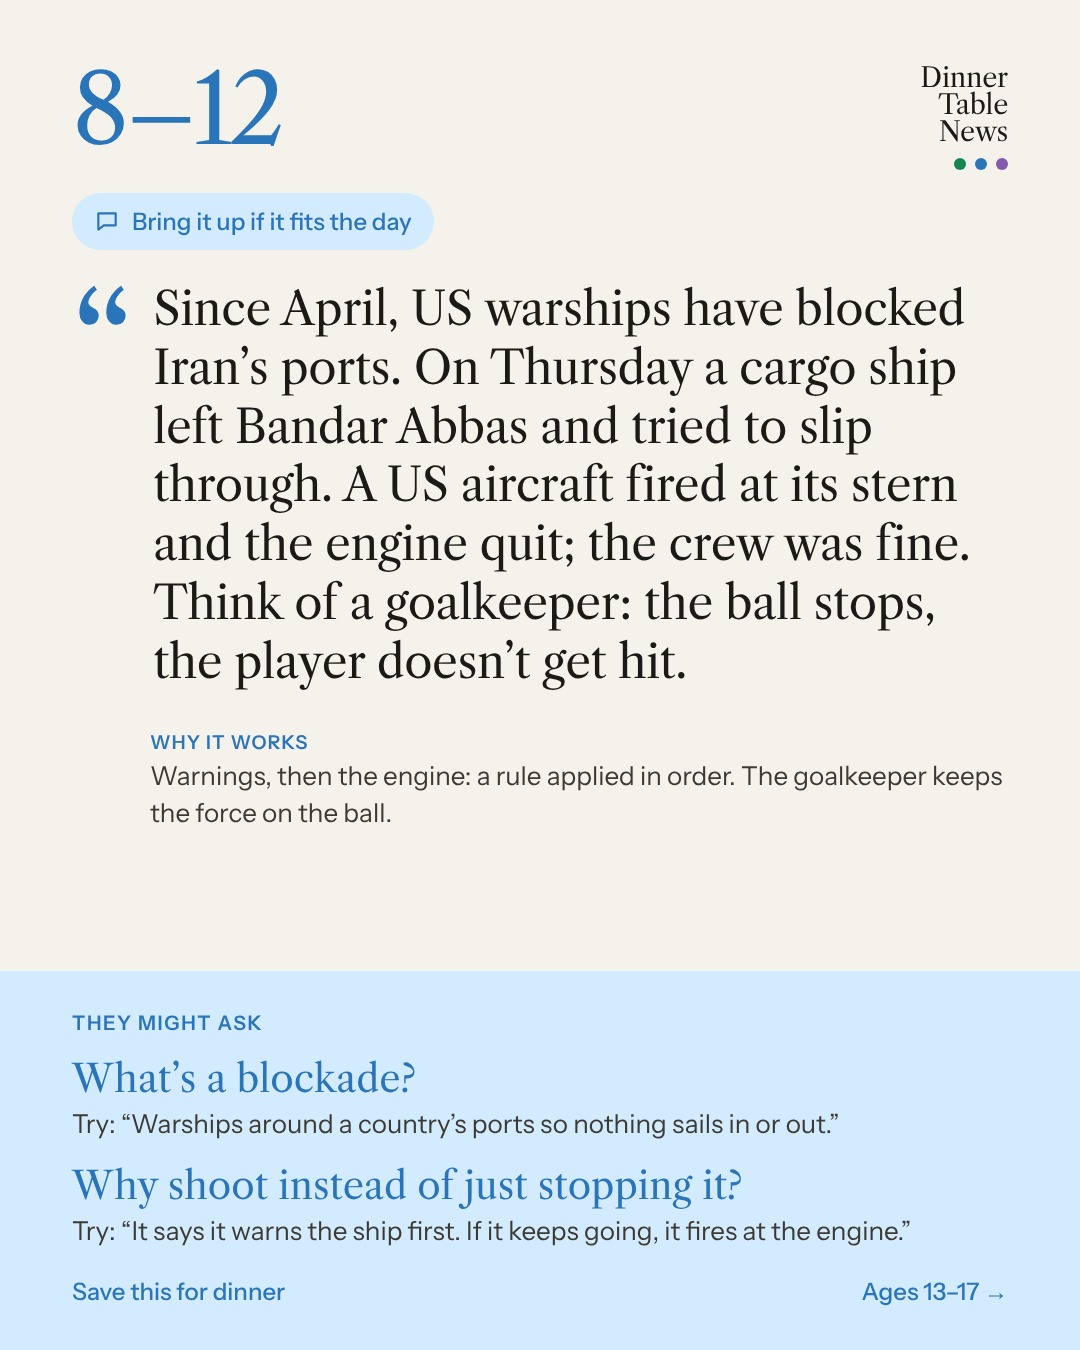 8–12
Dinner
Table
News
Bring it up if it fits the day
“Since April, US warships have blocked
Iran’s ports. On Thursday a cargo ship
left Bandar Abbas and tried to slip
through. A US aircraft fired at its stern
and the engine quit; the crew was fine.
Think of a goalkeeper: the ball stops,
the player doesn’t get hit.
WHY IT WORKS
Warnings, then the engine: a rule applied in order. The goalkeeper keeps
the force on the ball.
THEY MIGHT ASK
What’s a blockade?
Try: “Warships around a country’s ports so nothing sails in or out.”
Why shoot instead of just stopping it?
Try: “It says it warns the ship first. If it keeps going, it fires at the engine.”
Save this for dinner
Ages 13–17 →